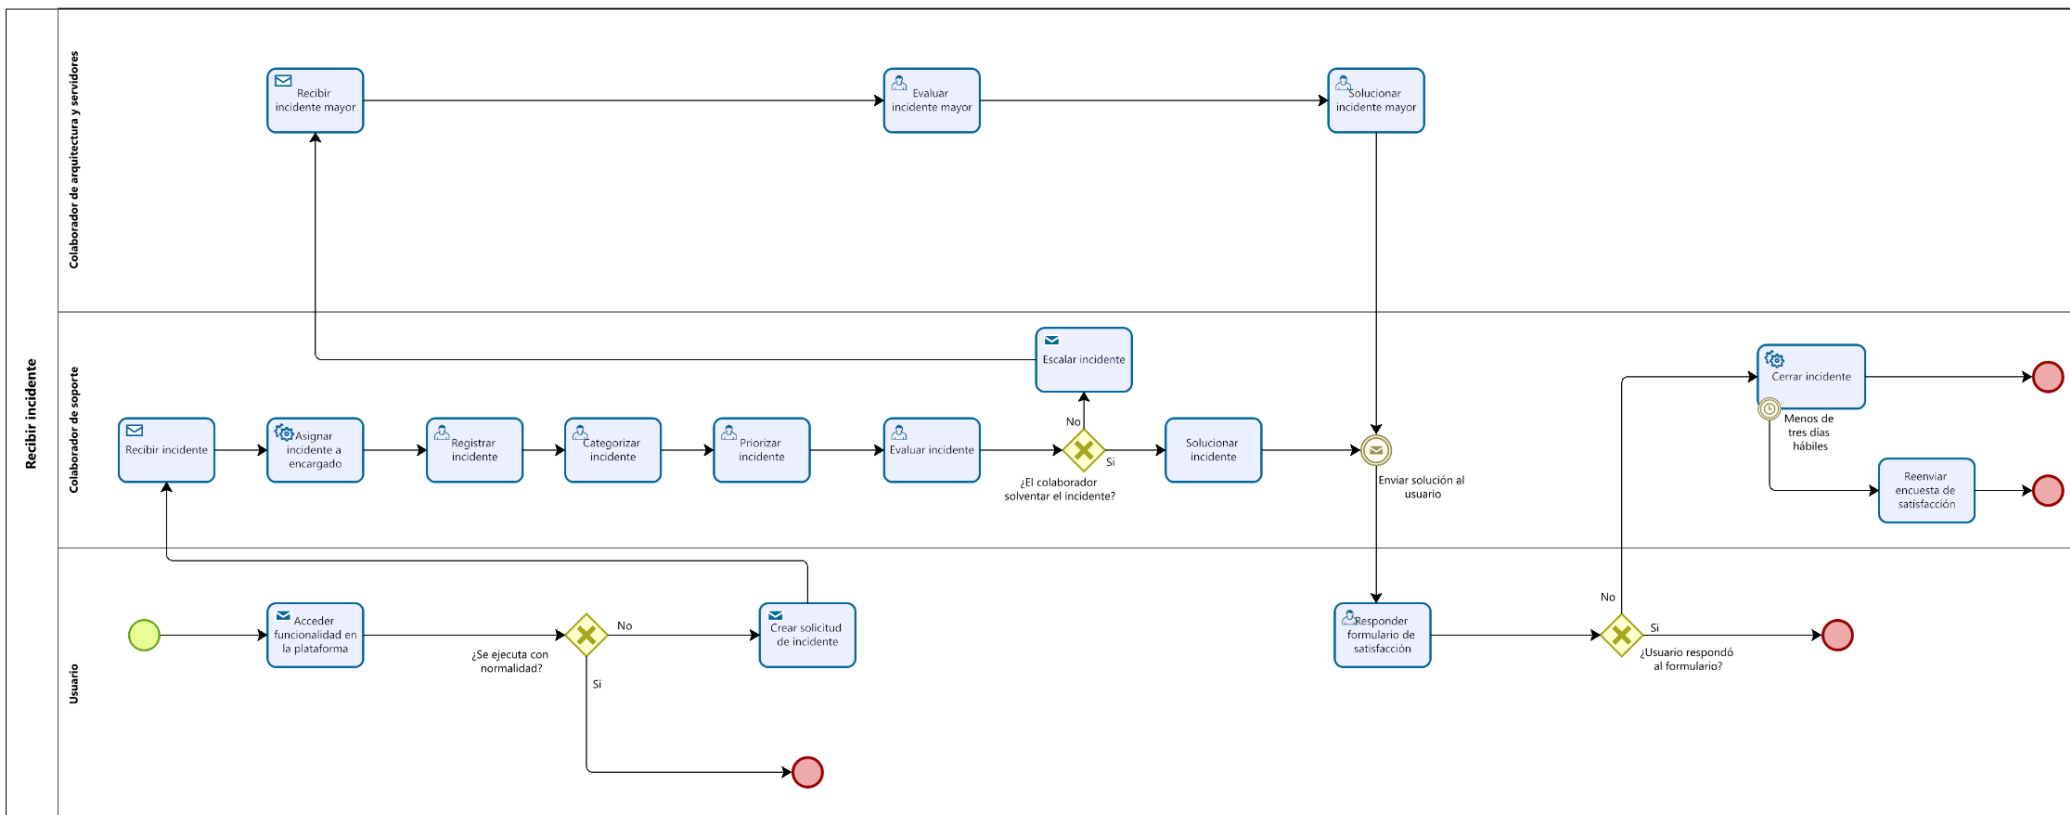 Recibir incidente
Colaborador de arquitectura y servidores
Recibir
incidente mayor
Evaluar
incidente mayor
Solucionar
incidente mayor
Colaborador de soporte
Escalar incidente
No
Recibir incidente
Asignar
incidente a
encargado
Registrar
incidente
Categorizar
incidente
Priorizar
incidente
Evaluar incidente
Si
¿El colaborador
solventar el incidente?
Solucionar
incidente
Enviar solución al
usuario
Cerrar incidente
Menos de
tres días
hábiles
Reenviar
encuesta de
satisfacción
Usuario
Acceder
funcionalidad en
la plataforma
¿Se ejecuta con
normalidad?
No
Si
Crear solicitud
de incidente
Responder
formulario de
satisfacción
No
Si
¿Usuario respondó
al formulario?